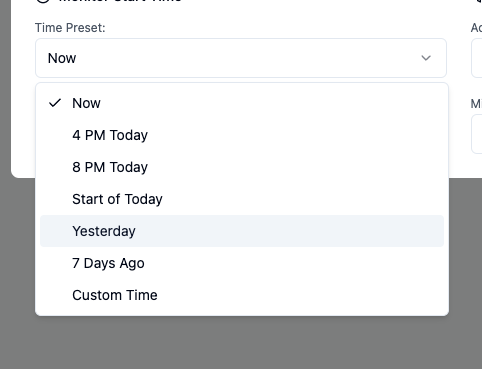 Monitor Start Time
Time Preset:
Now
Now
4 PM Today
8 PM Today
Start of Today
Yesterday
7 Days Ago
Custom Time